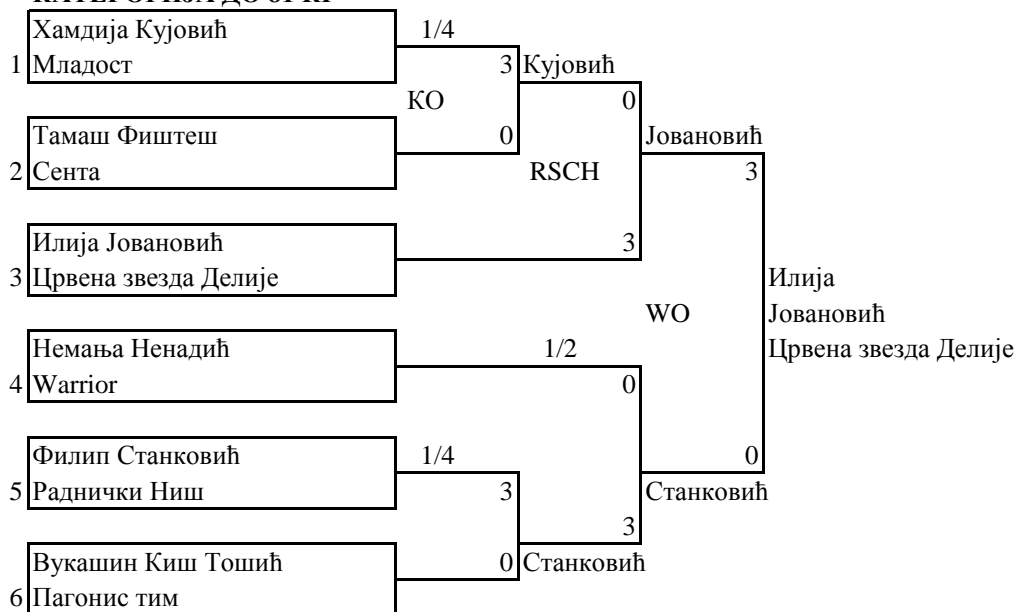 Хамдија Кујовић
1/4
1 Младост
3 Кујовић
КО
0
Тамаш Фиштеш
0
Јовановић
2 Сента
RSCH
3
Илија Јовановић
3
3 Црвена звезда Делије
Илија
WO
Јовановић
Немања Ненадић
1/2
Црвена звезда Делије
4 Warrior
0
Филип Станковић
1/4
0
5 Раднички Ниш
3
Станковић
3
Вукашин Киш Тошић
0 Станковић
6 Пагонис тим